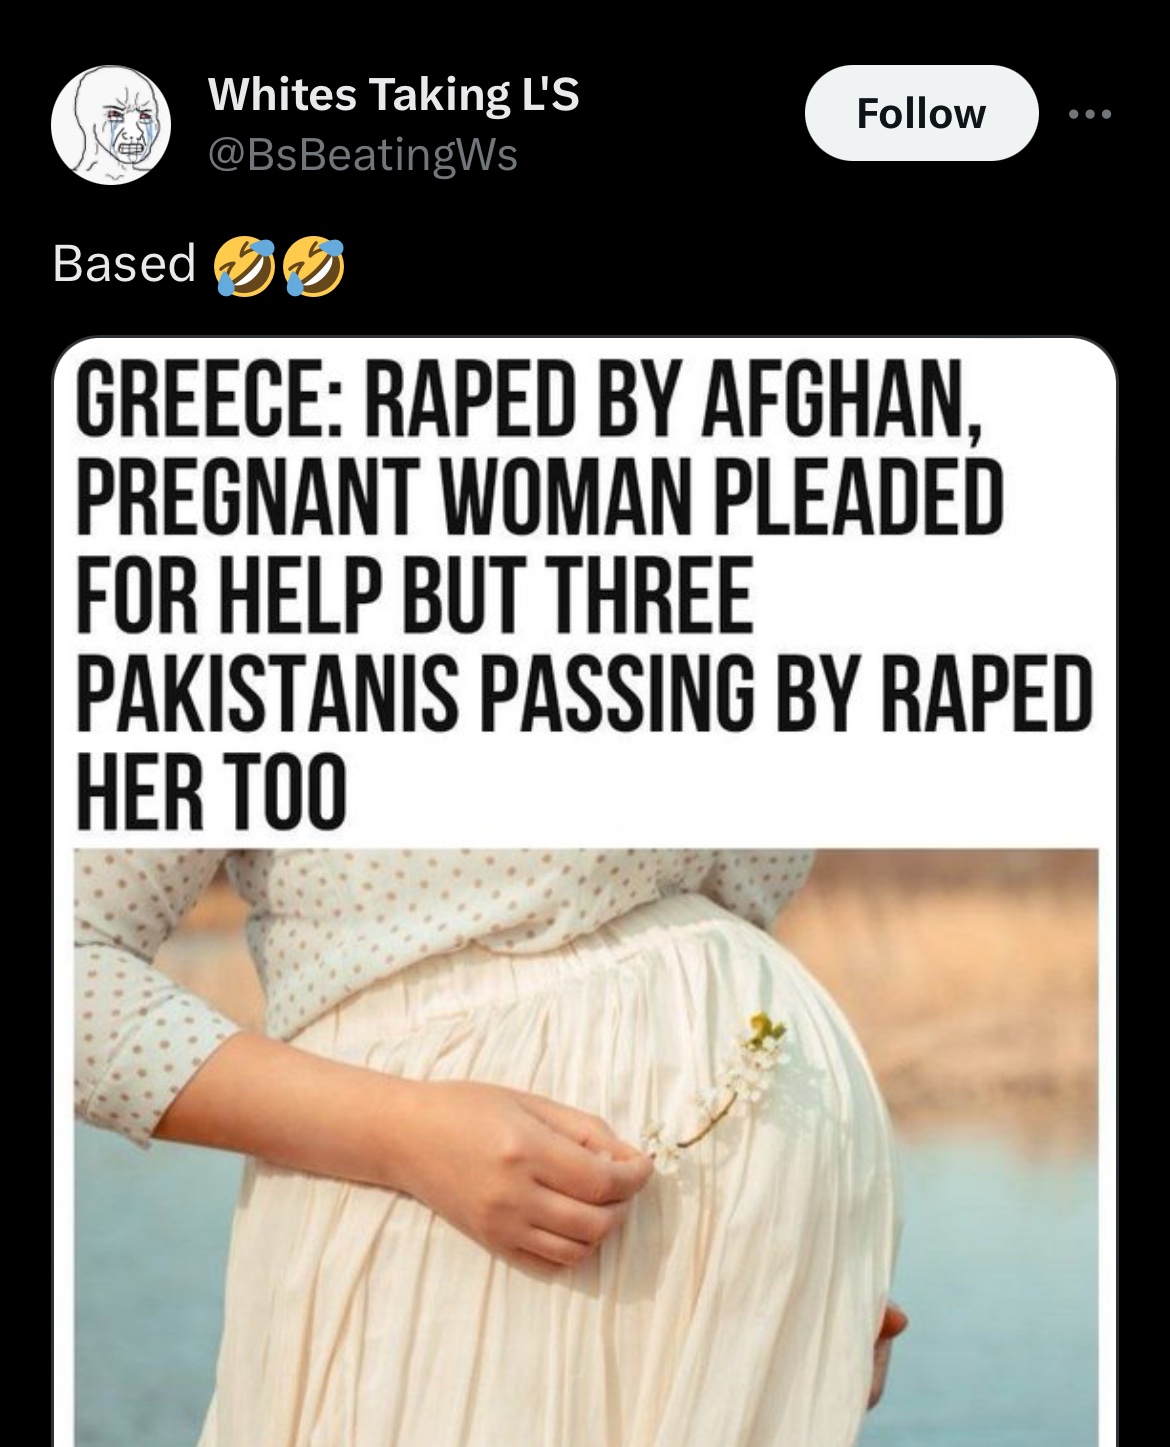 Whites Taking L'S
@BsBeatingWs
Follow
Based 🤣🤣
GREECE: RAPED BY AFGHAN,
PREGNANT WOMAN PLEADED
FOR HELP BUT THREE
PAKISTANIS PASSING BY RAPED
HER TOO